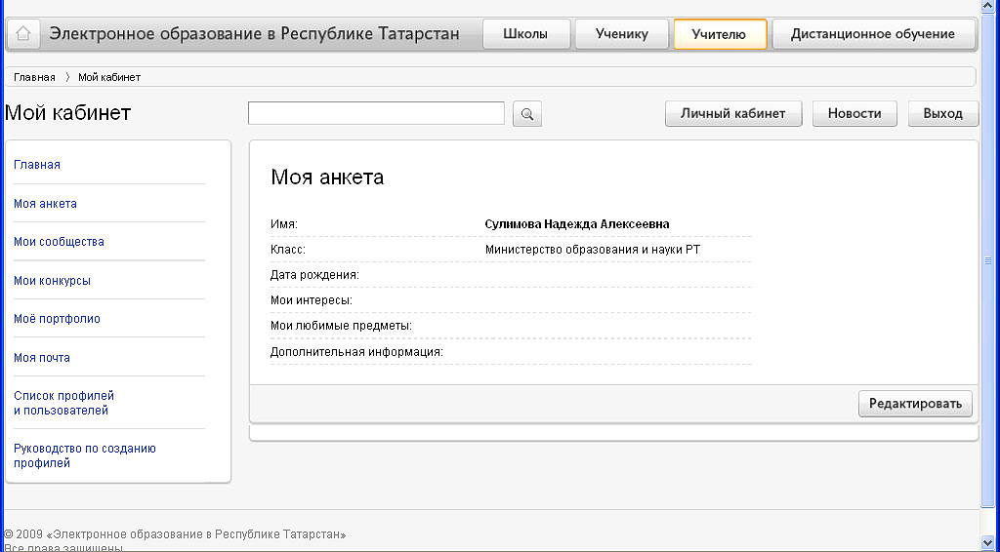 Электронное образование в Республике Татарстан Школы Ученику Учителю Дистанционное обучение
Главная Мой кабинет
Мой кабинет Личный кабинет Новости Выход
Главная
Моя анкета
Мои сообщества
Мои конкурсы
Моё портфолио
Моя почта
Список профилей
и пользователей
Руководство по созданию
профилей
Моя анкета
Имя: Сулимова Надежда Алексеевна
Класс: Министерство образования и науки РТ
Дата рождения:
Мои интересы:
Мои любимые предметы:
Дополнительная информация:
Редактировать
© 2009 «Электронное образование в Республике Татарстан»
Все права защищены